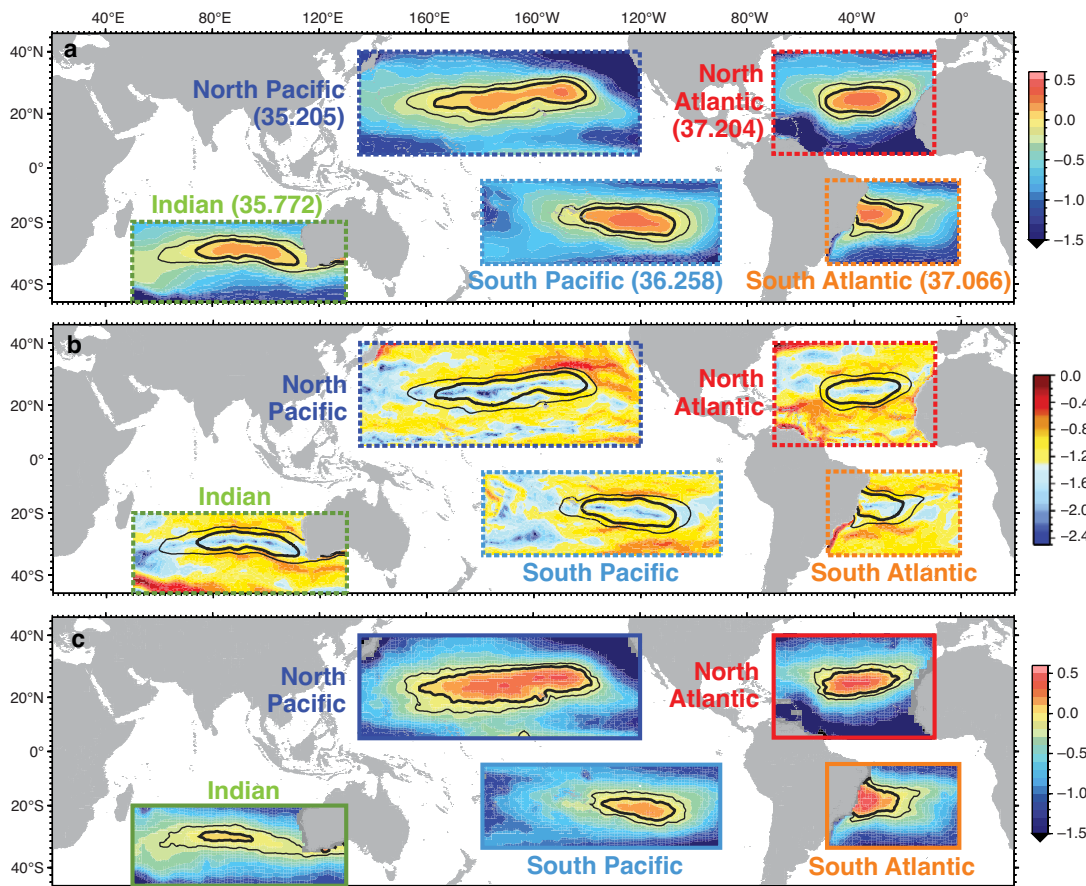 40°E 80°E 120°E 160°E 160°W 120°W 80°W 40°W 0°
a
40°N
20°N
0°
20°S
40°S
North Pacific
(35.205)
North
Atlantic
(37.204)
Indian (35.772)
South Pacific (36.258)
South Atlantic (37.066)
0.5
0.0
−0.5
−1.0
−1.5
b
40°N
20°N
0°
20°S
40°S
North
Pacific
North
Atlantic
Indian
South Pacific
South Atlantic
0.0
−0.4
−0.8
−1.2
−1.6
−2.0
−2.4
c
40°N
20°N
0°
20°S
40°S
North
Pacific
North
Atlantic
Indian
South Pacific
South Atlantic
0.5
0.0
−0.5
−1.0
−1.5